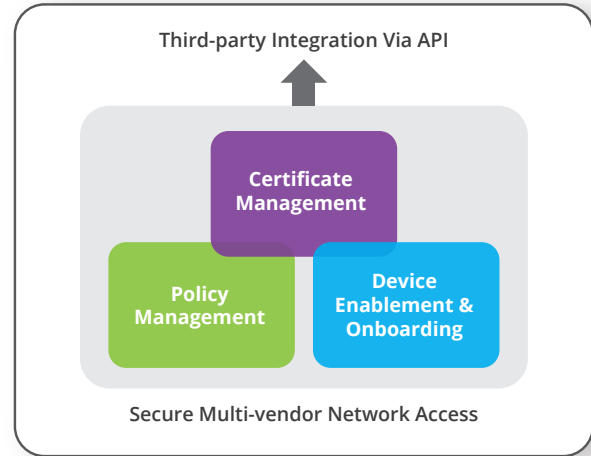 Third-party Integration Via API
Certificate
Management
Policy
Management
Device
Enablement &
Onboarding
Secure Multi-vendor Network Access